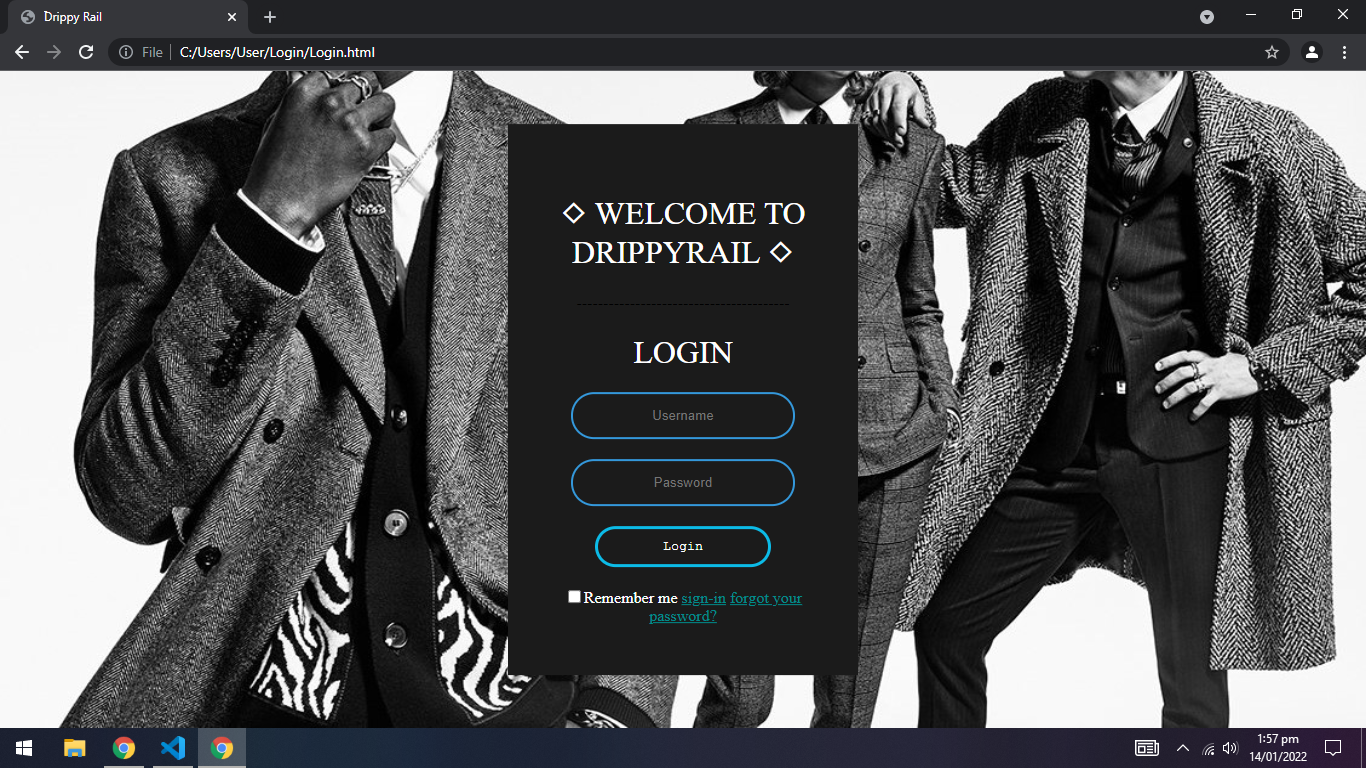 Drippy Rail
File
C:/Users/User/Login/Login.html
◇ WELCOME TO
DRIPPYRAIL ◇
LOGIN
Username
Password
Login
Remember me sign-in forgot your
password?
1:57 pm
14/01/2022